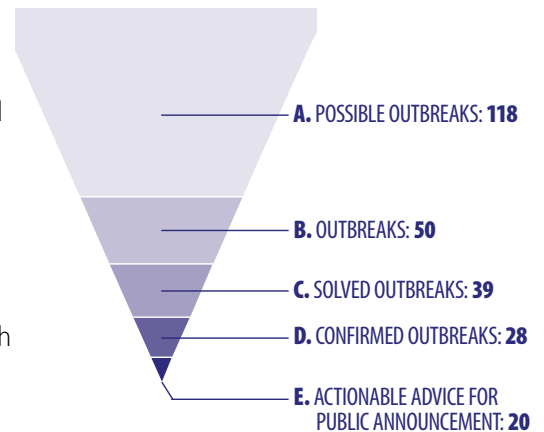 A. POSSIBLE OUTBREAKS: 118
B. OUTBREAKS: 50
C. SOLVED OUTBREAKS: 39
D. CONFIRMED OUTBREAKS: 28
E. ACTIONABLE ADVICE FOR
PUBLIC ANNOUNCEMENT: 20